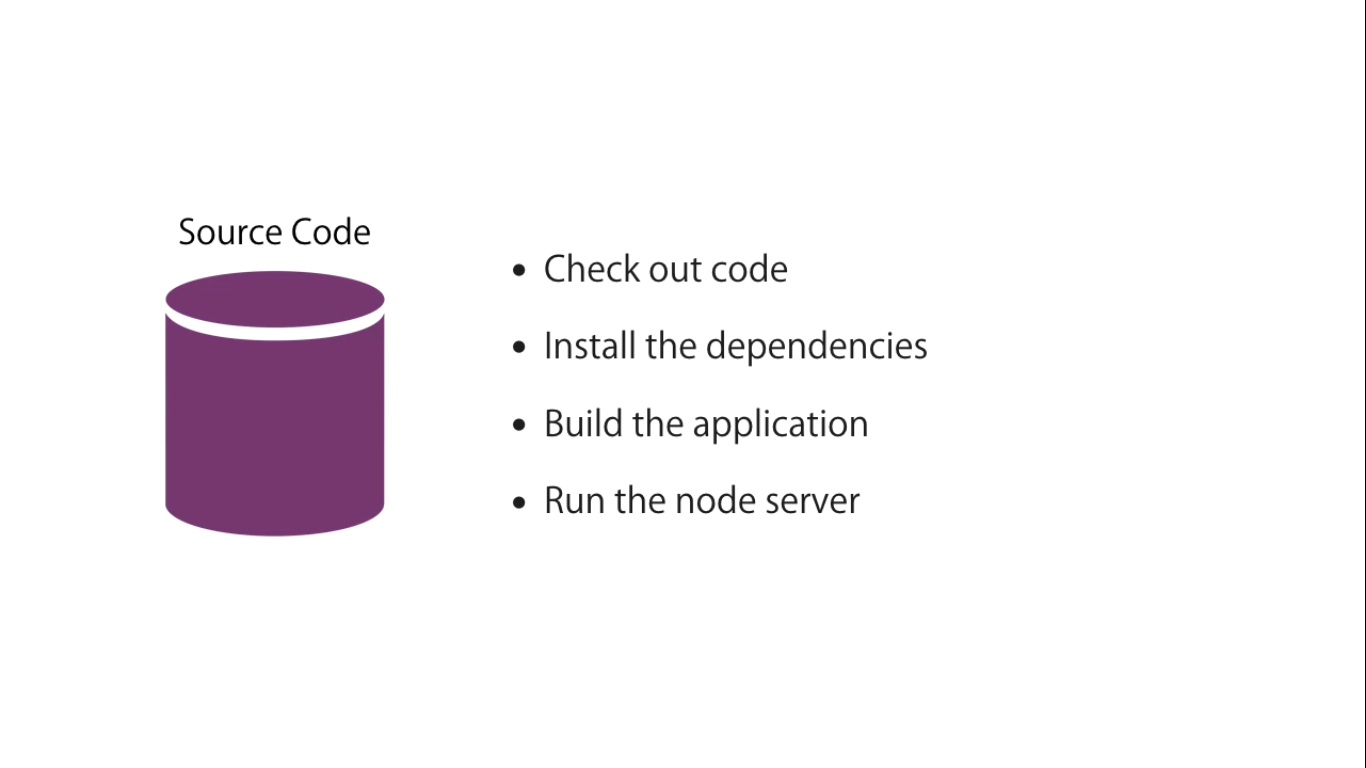 Source Code
• Check out code
• Install the dependencies
• Build the application
• Run the node server